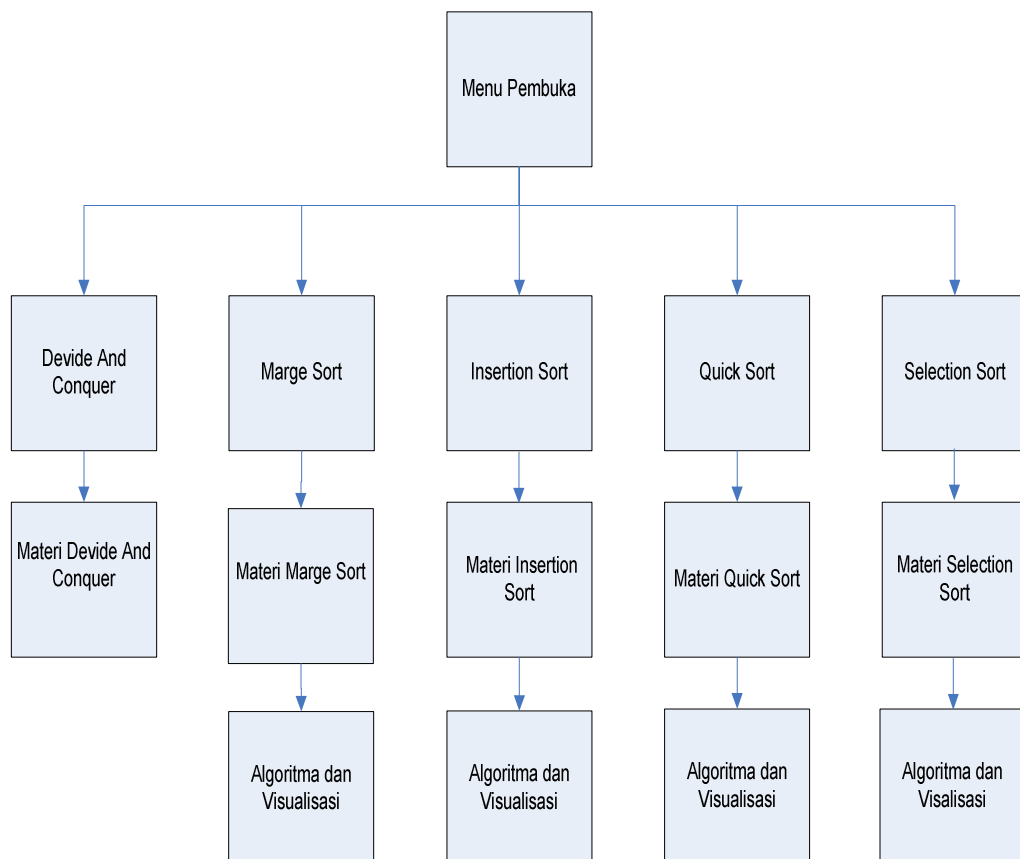 Menu Pembuka
Devide And
Conquer
Marge Sort
Insertion Sort
Quick Sort
Selection Sort
Materi Devide And
Conquer
Materi Marge Sort
Materi Insertion
Sort
Materi Quick Sort
Materi Selection
Sort
Algoritma dan
Visualisasi
Algoritma dan
Visualisasi
Algoritma dan
Visualisasi
Algoritma dan
Visalisasi